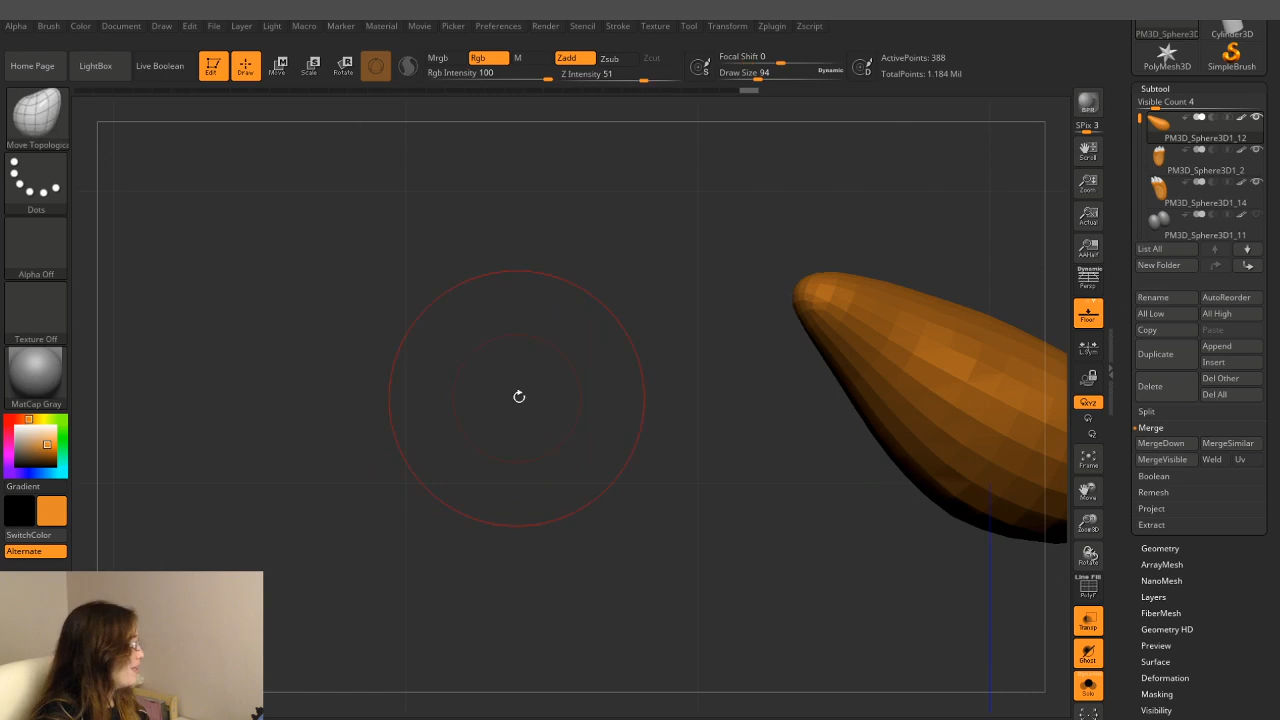 Alpha Brush Color Document Draw Edit File Layer Light Macro Marker Material Movie Picker Preferences Render Stencil Stroke Texture Tool Transform Zplugin Zscript
Home Page LightBox Live Boolean
Edit Draw Move Scale Rotate
Mrgb Rgb M
Rgb Intensity 100
Zadd Zsub Zcut
Z Intensity 51
S
Focal Shift 0
Draw Size 94 Dynamic
D
ActivePoints: 388
TotalPoints: 1.184 Mil
Move Topologica
Dots
Alpha Off
Texture Off
MatCap Gray
Gradient
SwitchColor
Alternate
BPR
SPix 3
Scroll
Zoom
Actual
AAHalf
Dynamic
Persp
Floor
L.Sym
XYZ
Frame
Move
Zoom3D
Rotate
Line Fill
PolyF
Transp
Ghost
Solo
PM3D_Sphere3D Cylinder3D
PolyMesh3D SimpleBrush
Subtool
Visible Count 4
PM3D_Sphere3D1_12
PM3D_Sphere3D1_2
PM3D_Sphere3D1_14
PM3D_Sphere3D1_11
List All
New Folder
Rename AutoReorder
All Low All High
Copy Paste
Duplicate Append
Insert
Delete Del Other
Del All
Split
Merge
MergeDown MergeSimilar
MergeVisible Weld Uv
Boolean
Remesh
Project
Extract
Geometry
ArrayMesh
NanoMesh
Layers
FiberMesh
Geometry HD
Preview
Surface
Deformation
Masking
Visibility